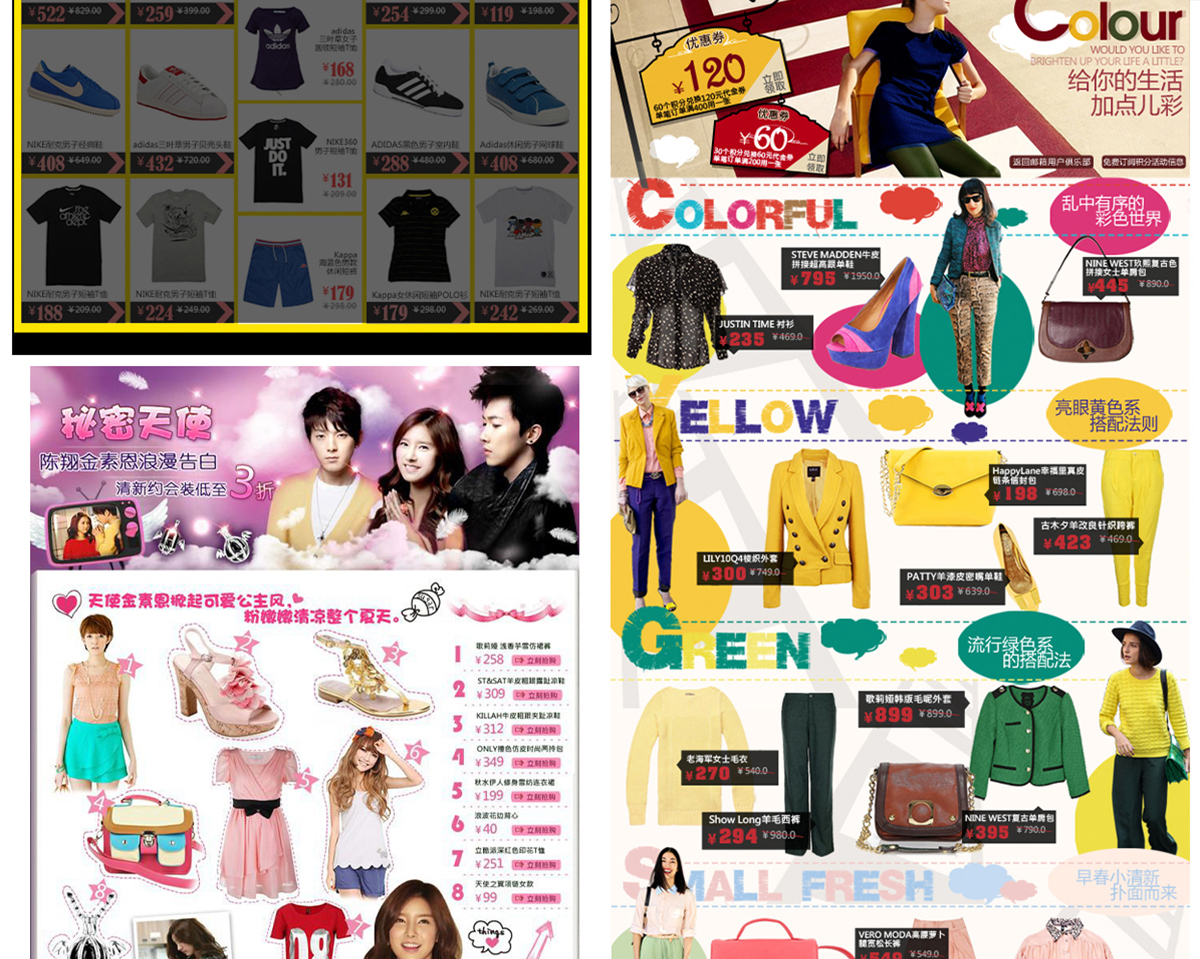 ¥522 ¥829.00
¥259 ¥399.00
¥254 ¥299.00
¥119 ¥198.00
adidas
adidas
三叶草女子
圆领短袖T恤
¥168
¥280.00
NIKE耐克男子经典鞋
¥408 ¥649.00
adidas三叶草男子贝壳头鞋
¥432 ¥720.00
JUST
DO
IT.
NIKE360
男子短袖T恤
¥131
¥209.00
ADIDAS黑色男子室内鞋
¥288 ¥480.00
Adidas休闲男子网球鞋
¥408 ¥680.00
the
athletic
dept.
NIKE耐克男子短袖T恤
¥188 ¥209.00
NIKE耐克男子短袖T恤
¥224 ¥249.00
Kappa
海蓝色男款
休闲短裤
¥179
¥298.00
Kappa女休闲短袖POLO衫
¥179 ¥298.00
NIKE耐克男子短袖T恤
¥242 ¥269.00
秘密天使
陈翔金素恩浪漫告白
清新约会装低至3折
天使金素恩掀起可爱公主风,
粉嫩嫩清凉整个夏天。
1
2
3
4
5
6
7
8
1 歌莉娅 浅香芋雪仿裙裤
¥258 立刻抢购
2 ST&SAT羊皮粗跟露趾凉鞋
¥309 立刻抢购
3 KILLAH牛皮粗跟夹趾凉鞋
¥312 立刻抢购
4 ONLY撞色仿皮时尚两拎包
¥349 立刻抢购
5 秋水伊人修身雪纺连衣裙
¥199 立刻抢购
6 浪波花边背心
¥40 立刻抢购
7 立酷派深红色印花T恤
¥251 立刻抢购
8 天使之翼项链女款
¥99 立刻抢购
things
Colour
WOULD YOU LIKE TO
BRIGHTEN UP YOUR LIFE A LITTLE?
给你的生活
加点儿彩
优惠券
¥120
立即
领取
60个积分兑换120元代金券
单笔订单满400用一张
优惠券
¥60
立即
领取
30个积分兑换60元代金券
单笔订单满200用一张
返回邮箱用户俱乐部
免费订阅积分活动信息
COLORFUL
乱中有序的
彩色世界
STEVE MADDEN牛皮
拼接超高跟单鞋
¥795 ¥1950.0
NINE WEST玖熙复古色
拼接女士单肩包
¥445 ¥890.0
JUSTIN TIME 衬衫
¥235 ¥469.0
YELLOW
亮眼黄色系
搭配法则
HappyLane幸福里真皮
链条信封包
¥198 ¥698.0
古木夕羊改良针织跨裤
¥423 ¥469.0
LILY10Q4梭织外套
¥300 ¥749.0
PATTY羊漆皮密嘴单鞋
¥303 ¥639.0
GREEN
流行绿色系
的搭配法
歌莉娅韩版毛呢外套
¥899 ¥899.0
老海军女士毛衣
¥270 ¥540.0
Show Long羊毛西裤
¥294 ¥980.0
NINE WEST复古单肩包
¥395 ¥790.0
SMALL FRESH
早春小清新
扑面而来
VERO MODA高腰萝卜
腿宽松长裤
¥549 ¥549.0